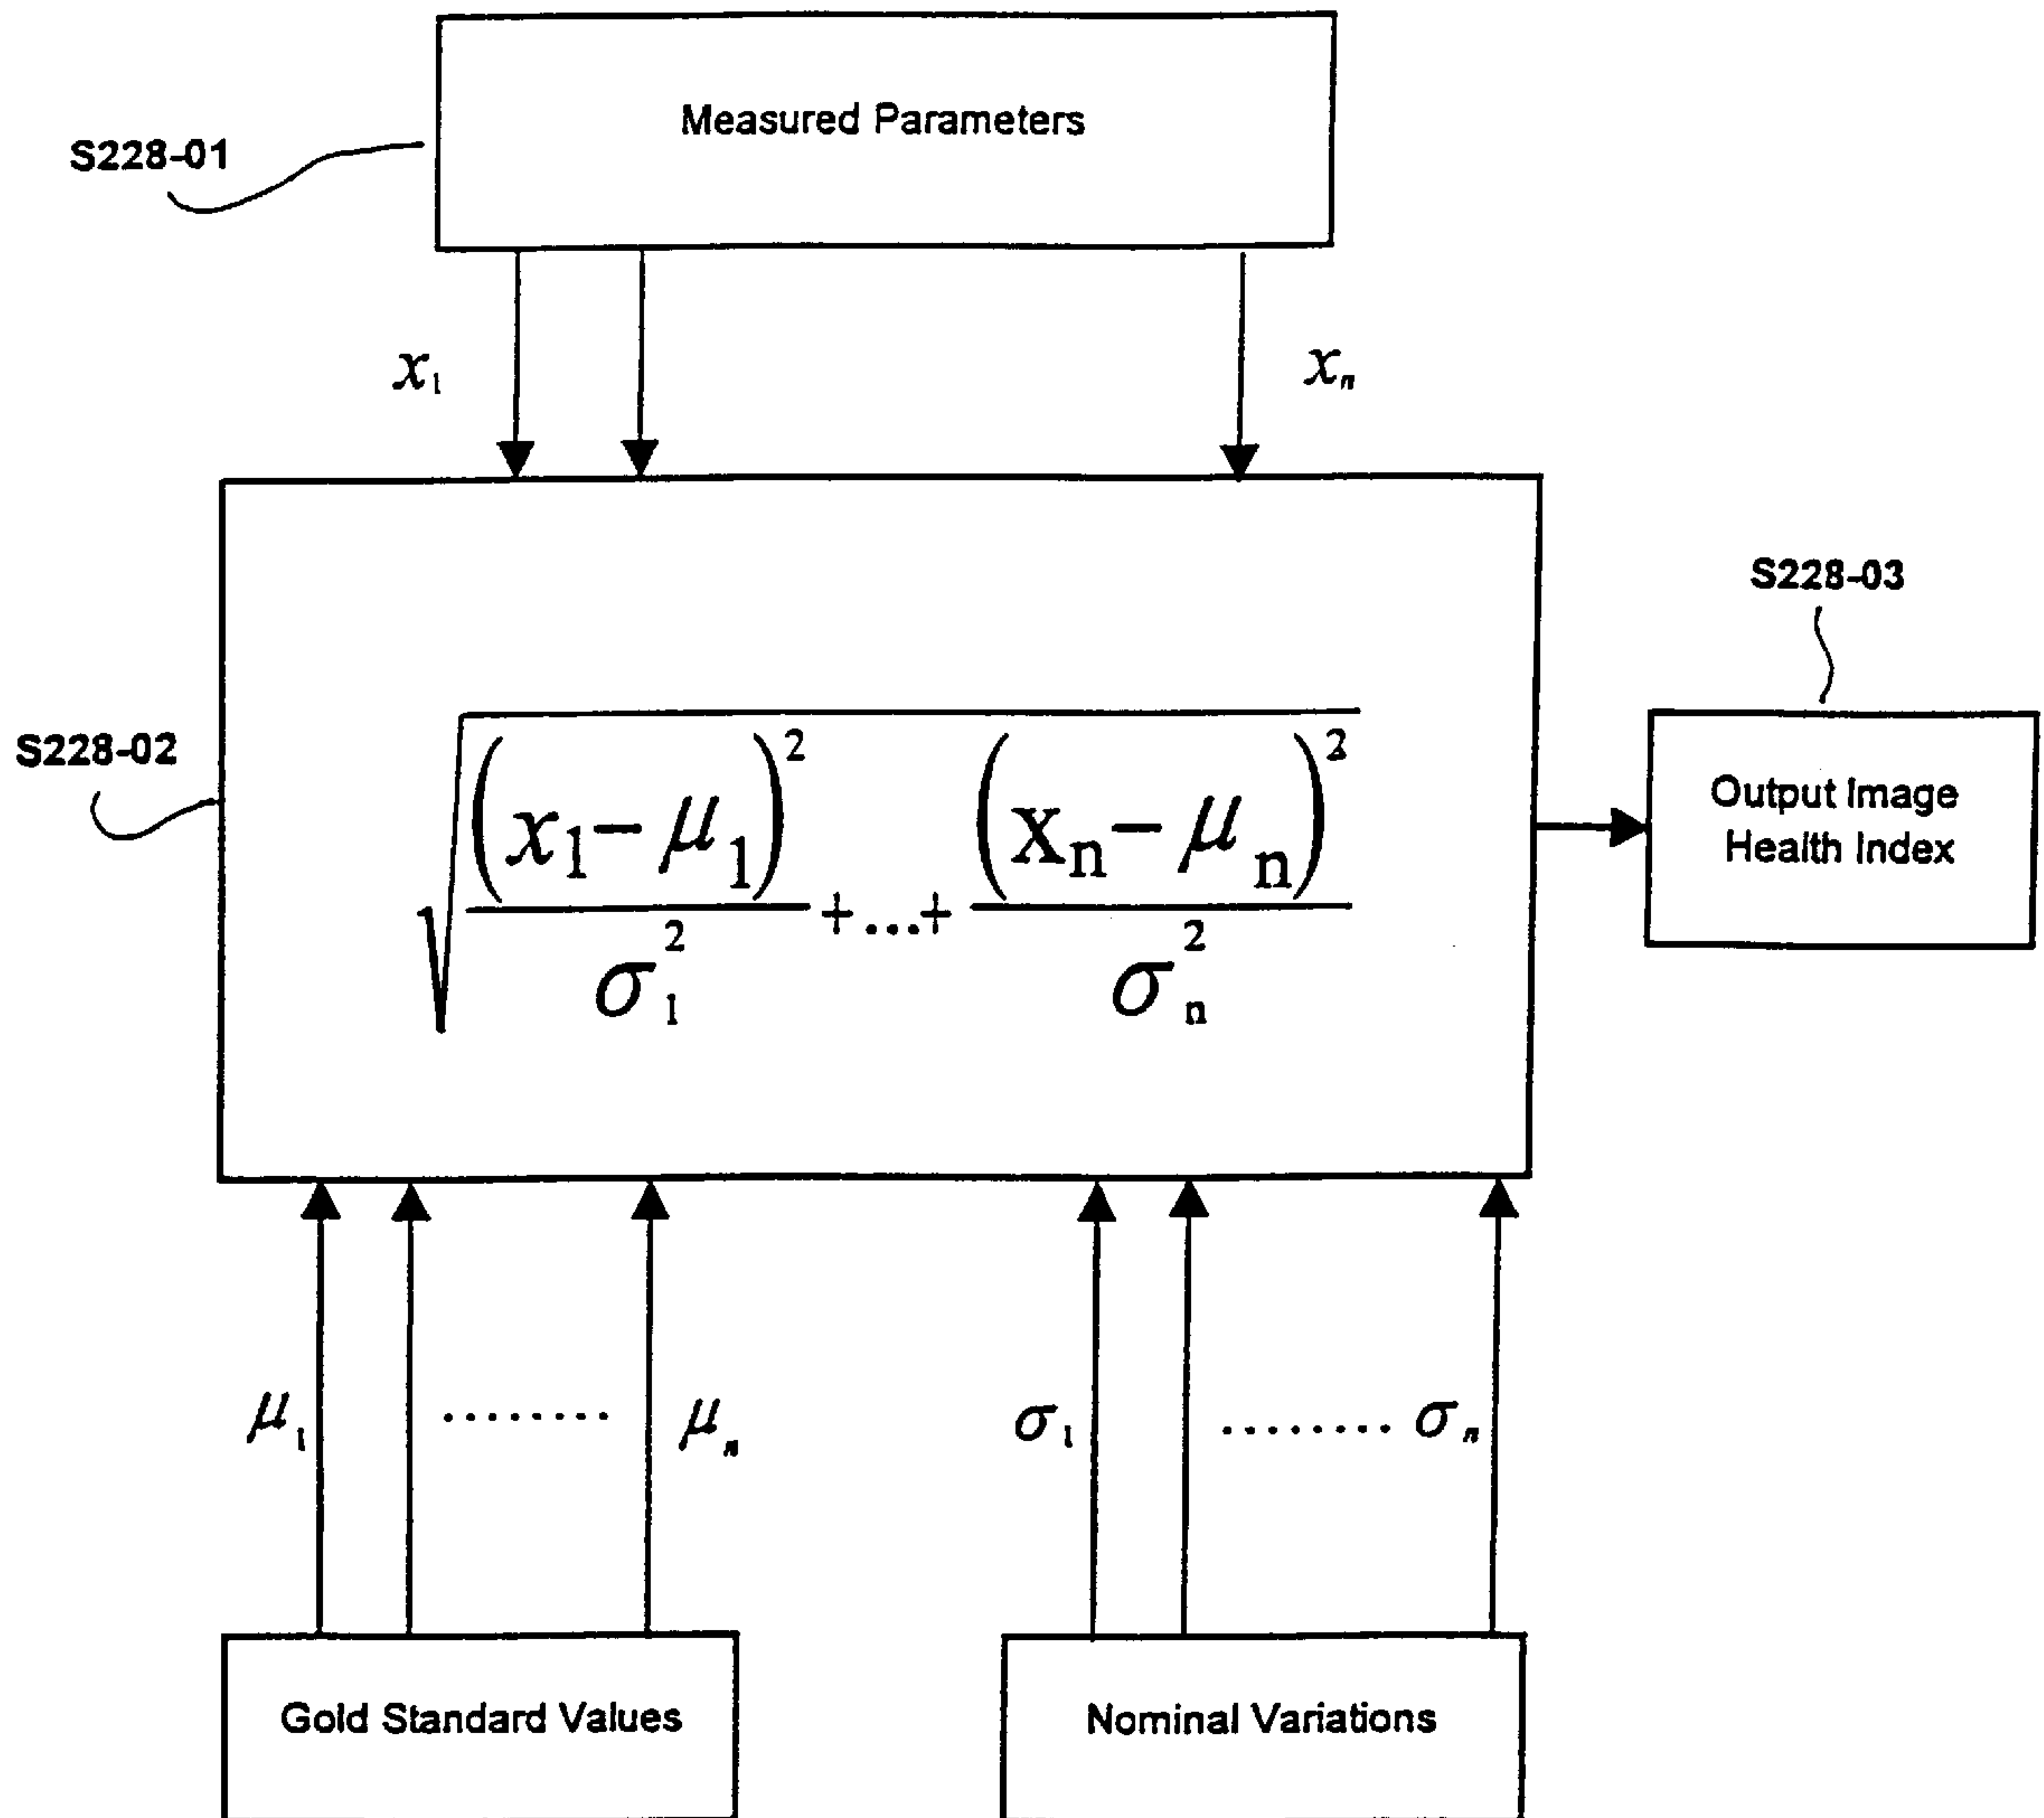 Measured Parameters
S228-01
x₁ xₙ
S228-03
S228-02
√((x₁ − μ₁)²/σ₁² + ... + (xₙ − μₙ)²/σₙ²)
Output Image
Health Index
μ₁ ........ μₙ σ₁ ........ σₙ
Gold Standard Values
Nominal Variations